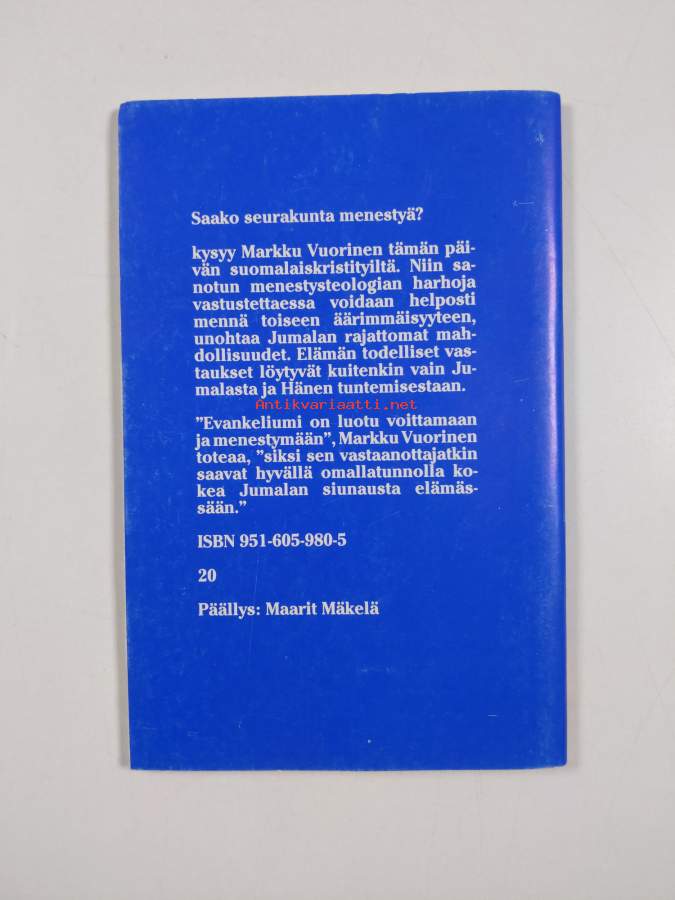 Saako seurakunta menestyä?
kysyy Markku Vuorinen tämän päi-
vän suomalaiskristityiltä. Niin sa-
notun menestysteologian harhoja
vastustettaessa voidaan helposti
mennä toiseen äärimmäisyyteen,
unohtaa Jumalan rajattomat mah-
dollisuudet. Elämän todelliset vas-
taukset löytyvät kuitenkin vain Ju-
malasta ja Hänen tuntemisestaan.
Antikvariaatti.net
”Evankeliumi on luotu voittamaan
ja menestymään”, Markku Vuorinen
toteaa, ”siksi sen vastaanottajatkin
saavat hyvällä omallatunnolla ko-
kea Jumalan siunausta elämäs-
sään.”
ISBN 951-605-980-5
20
Päällys: Maarit Mäkelä